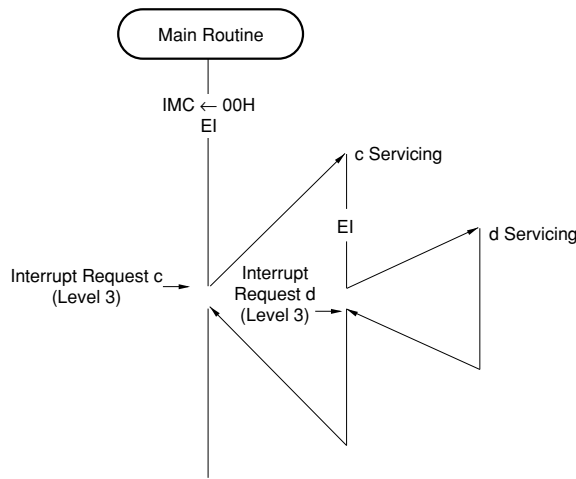 Main Routine
IMC ← 00H
EI
c Servicing
EI
d Servicing
Interrupt Request c
(Level 3)
Interrupt
Request d
(Level 3)